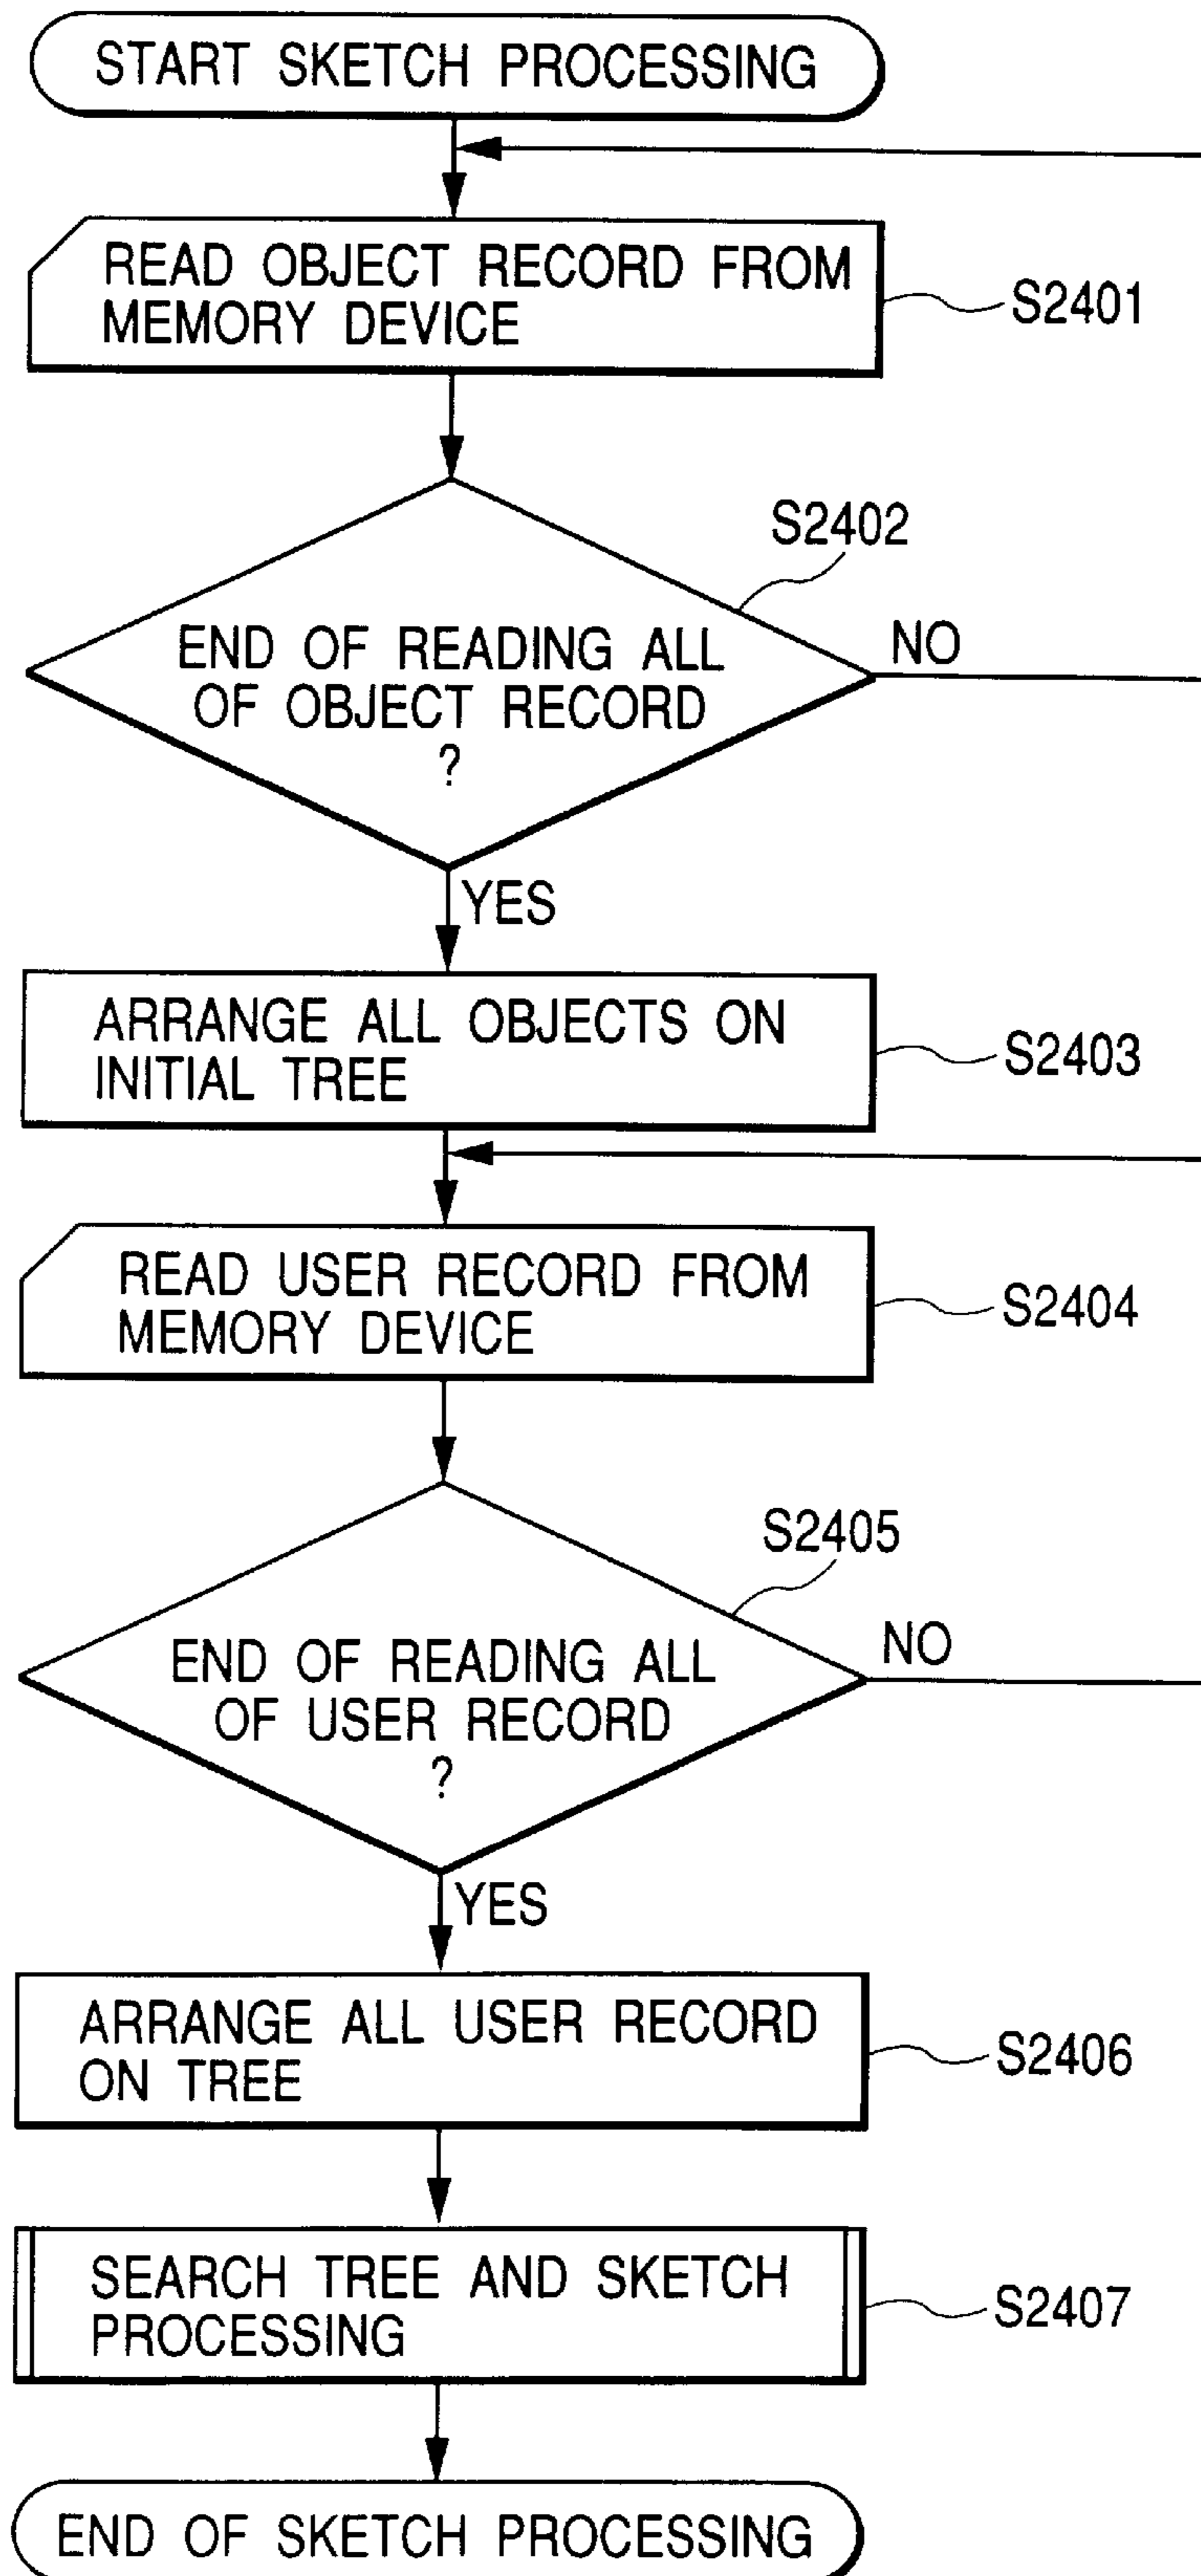 START SKETCH PROCESSING
READ OBJECT RECORD FROM
MEMORY DEVICE
S2401
S2402
END OF READING ALL
OF OBJECT RECORD
?
NO
YES
ARRANGE ALL OBJECTS ON
INITIAL TREE
S2403
READ USER RECORD FROM
MEMORY DEVICE
S2404
S2405
END OF READING ALL
OF USER RECORD
?
NO
YES
ARRANGE ALL USER RECORD
ON TREE
S2406
SEARCH TREE AND SKETCH
PROCESSING
S2407
END OF SKETCH PROCESSING